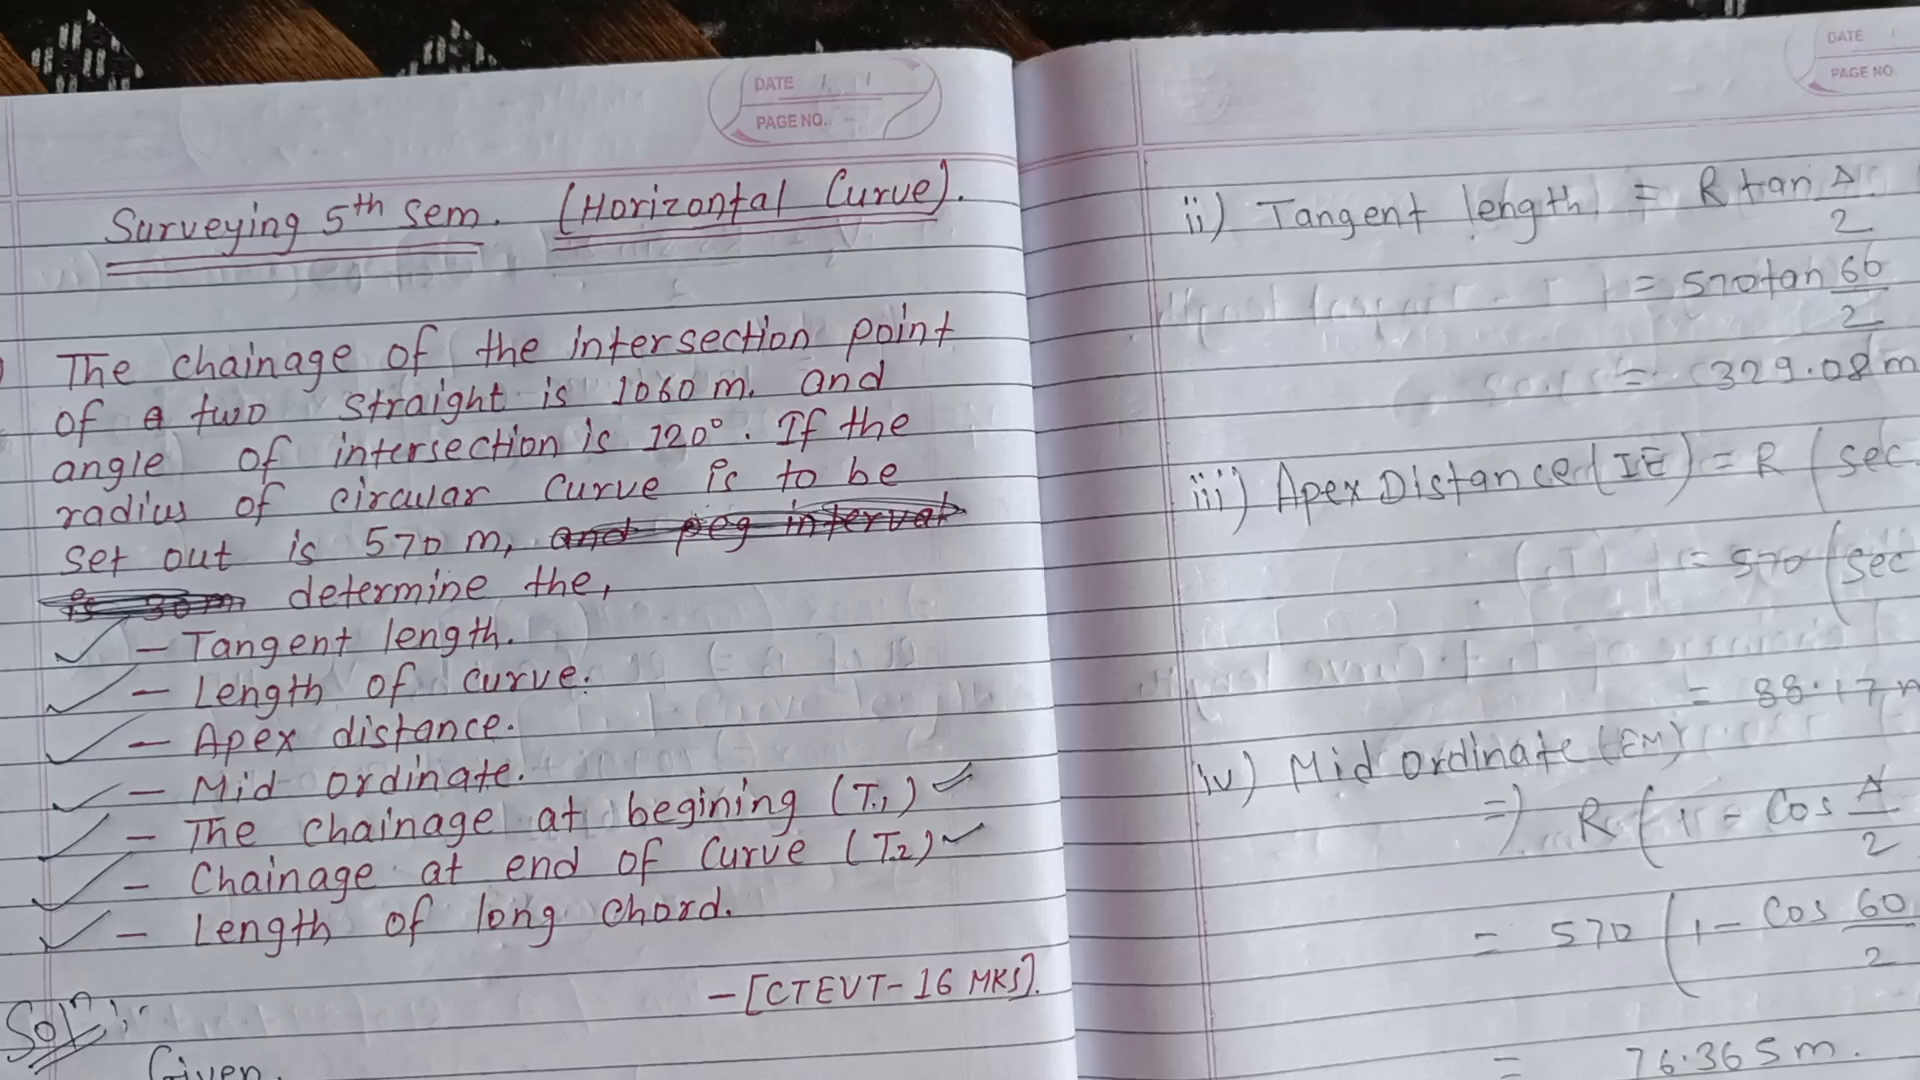 DATE
PAGE NO.
Surveying 5th Sem. (Horizontal Curve).
The chainage of the intersection point
of a two straight is 1060 m. and
angle of intersection is 120°. If the
radius of circular curve is to be
set out is 570 m, and peg interval
is 30m determine the,
- Tangent length.
- Length of curve.
- Apex distance.
- Mid ordinate.
- The chainage at begining (T1)
- Chainage at end of curve (T2)
- Length of long chord.
- [CTEVT- 16 MKS].
Soln:-
Given,
DATE
PAGE NO.
ii) Tangent length = R tan Δ/2
= 570 tan 60/2
= 329.08 m
iii) Apex Distance (IE) = R (sec
= 570 (sec
= 88.17 m
iv) Mid ordinate (EM)
=) R (1 - Cos Δ/2
= 570 (1 - Cos 60/2
= 76.365 m.